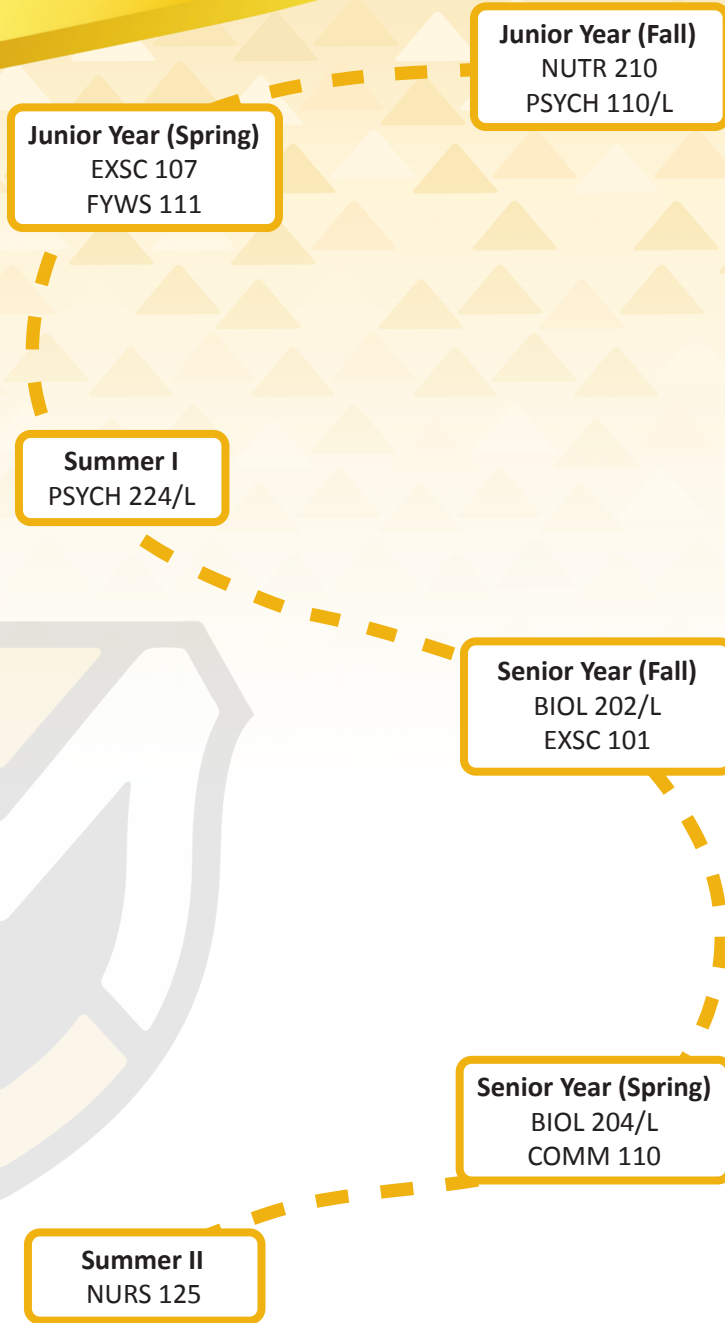 Junior Year (Fall)
NUTR 210
PSYCH 110/L
Junior Year (Spring)
EXSC 107
FYWS 111
Summer I
PSYCH 224/L
Senior Year (Fall)
BIOL 202/L
EXSC 101
Senior Year (Spring)
BIOL 204/L
COMM 110
Summer II
NURS 125